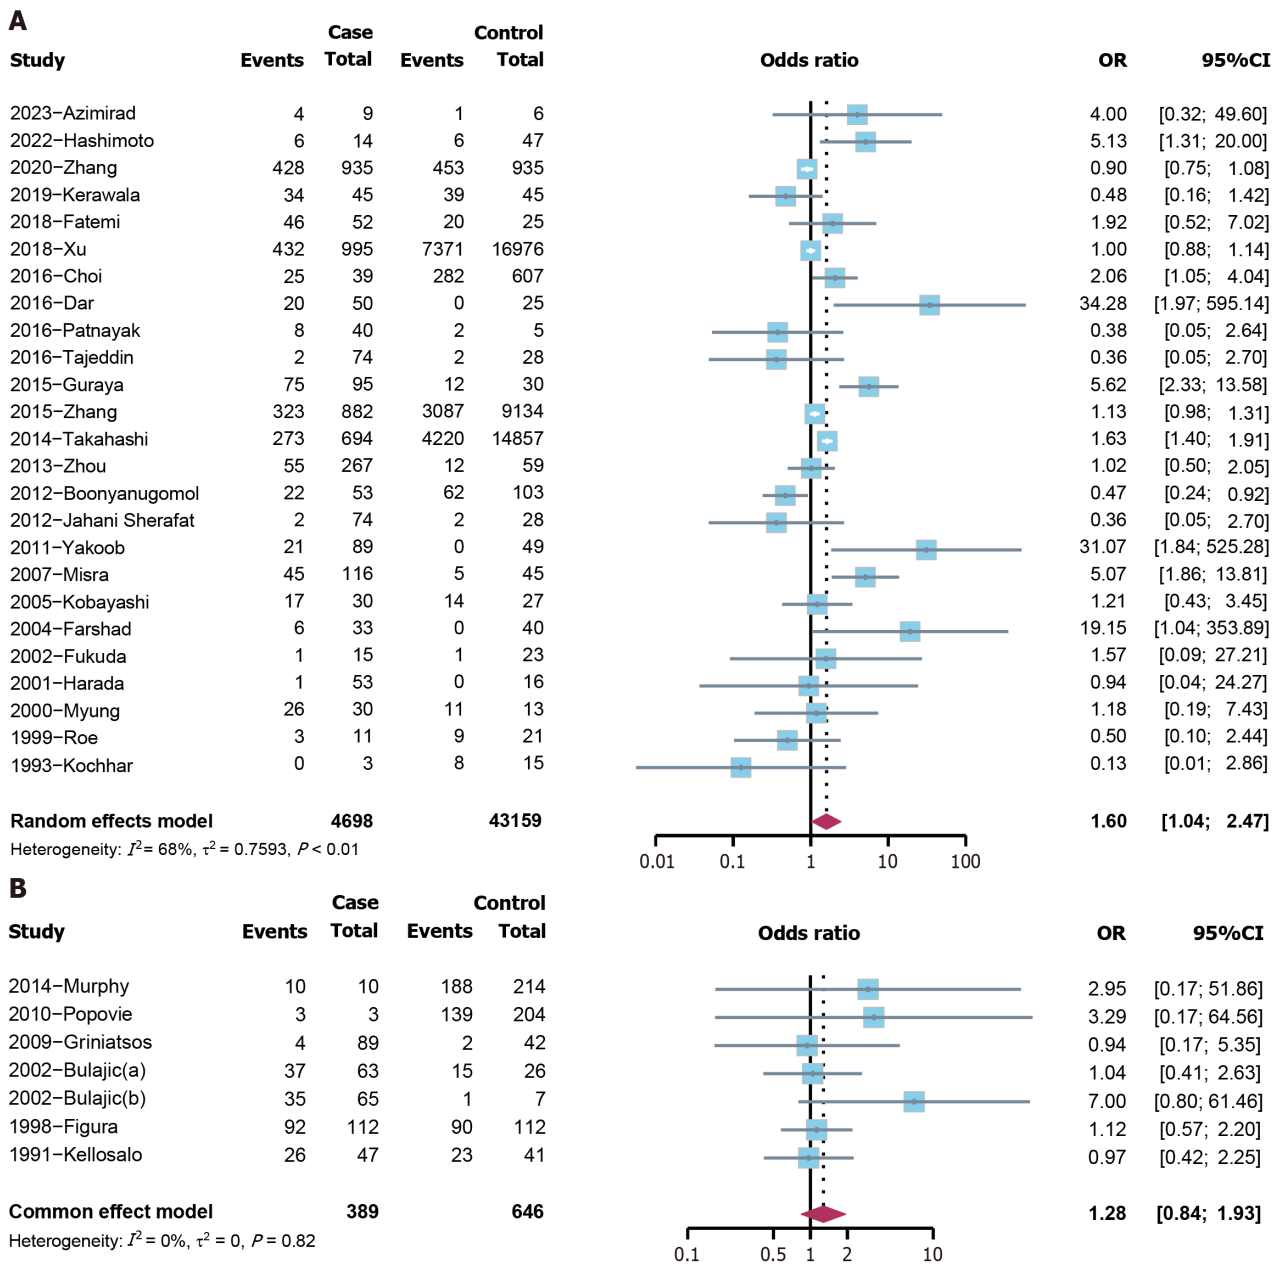 A
Case Control
Study Events Total Events Total Odds ratio OR 95%CI
2023−Azimirad 4 9 1 6 4.00 [0.32; 49.60]
2022−Hashimoto 6 14 6 47 5.13 [1.31; 20.00]
2020−Zhang 428 935 453 935 0.90 [0.75; 1.08]
2019−Kerawala 34 45 39 45 0.48 [0.16; 1.42]
2018−Fatemi 46 52 20 25 1.92 [0.52; 7.02]
2018−Xu 432 995 7371 16976 1.00 [0.88; 1.14]
2016−Choi 25 39 282 607 2.06 [1.05; 4.04]
2016−Dar 20 50 0 25 34.28 [1.97; 595.14]
2016−Patnayak 8 40 2 5 0.38 [0.05; 2.64]
2016−Tajeddin 2 74 2 28 0.36 [0.05; 2.70]
2015−Guraya 75 95 12 30 5.62 [2.33; 13.58]
2015−Zhang 323 882 3087 9134 1.13 [0.98; 1.31]
2014−Takahashi 273 694 4220 14857 1.63 [1.40; 1.91]
2013−Zhou 55 267 12 59 1.02 [0.50; 2.05]
2012−Boonyanugomol 22 53 62 103 0.47 [0.24; 0.92]
2012−Jahani Sherafat 2 74 2 28 0.36 [0.05; 2.70]
2011−Yakoob 21 89 0 49 31.07 [1.84; 525.28]
2007−Misra 45 116 5 45 5.07 [1.86; 13.81]
2005−Kobayashi 17 30 14 27 1.21 [0.43; 3.45]
2004−Farshad 6 33 0 40 19.15 [1.04; 353.89]
2002−Fukuda 1 15 1 23 1.57 [0.09; 27.21]
2001−Harada 1 53 0 16 0.94 [0.04; 24.27]
2000−Myung 26 30 11 13 1.18 [0.19; 7.43]
1999−Roe 3 11 9 21 0.50 [0.10; 2.44]
1993−Kochhar 0 3 8 15 0.13 [0.01; 2.86]
Random effects model 4698 43159 1.60 [1.04; 2.47]
Heterogeneity: I² = 68%, τ² = 0.7593, P < 0.01
0.01 0.1 1 10 100
B
Case Control
Study Events Total Events Total Odds ratio OR 95%CI
2014−Murphy 10 10 188 214 2.95 [0.17; 51.86]
2010−Popovie 3 3 139 204 3.29 [0.17; 64.56]
2009−Griniatsos 4 89 2 42 0.94 [0.17; 5.35]
2002−Bulajic(a) 37 63 15 26 1.04 [0.41; 2.63]
2002−Bulajic(b) 35 65 1 7 7.00 [0.80; 61.46]
1998−Figura 92 112 90 112 1.12 [0.57; 2.20]
1991−Kellosalo 26 47 23 41 0.97 [0.42; 2.25]
Common effect model 389 646 1.28 [0.84; 1.93]
Heterogeneity: I² = 0%, τ² = 0, P = 0.82
0.1 0.5 1 2 10